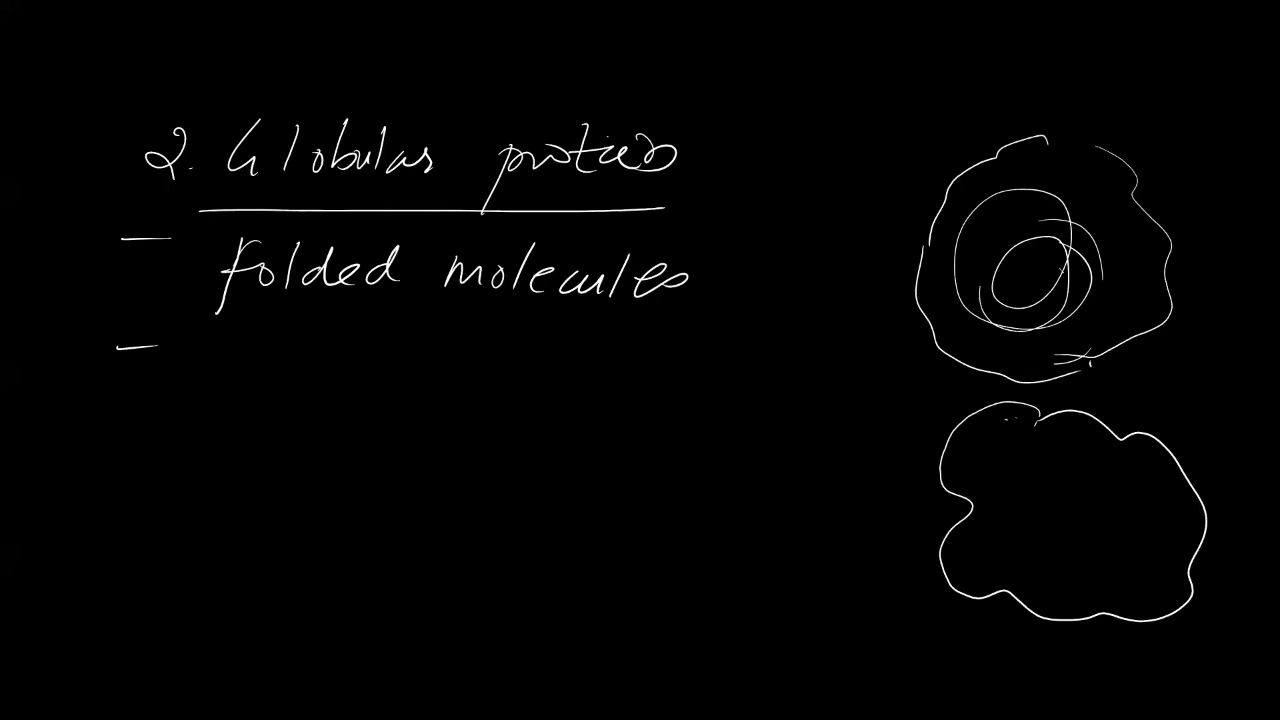 2. Globular proteins
— folded molecules
—